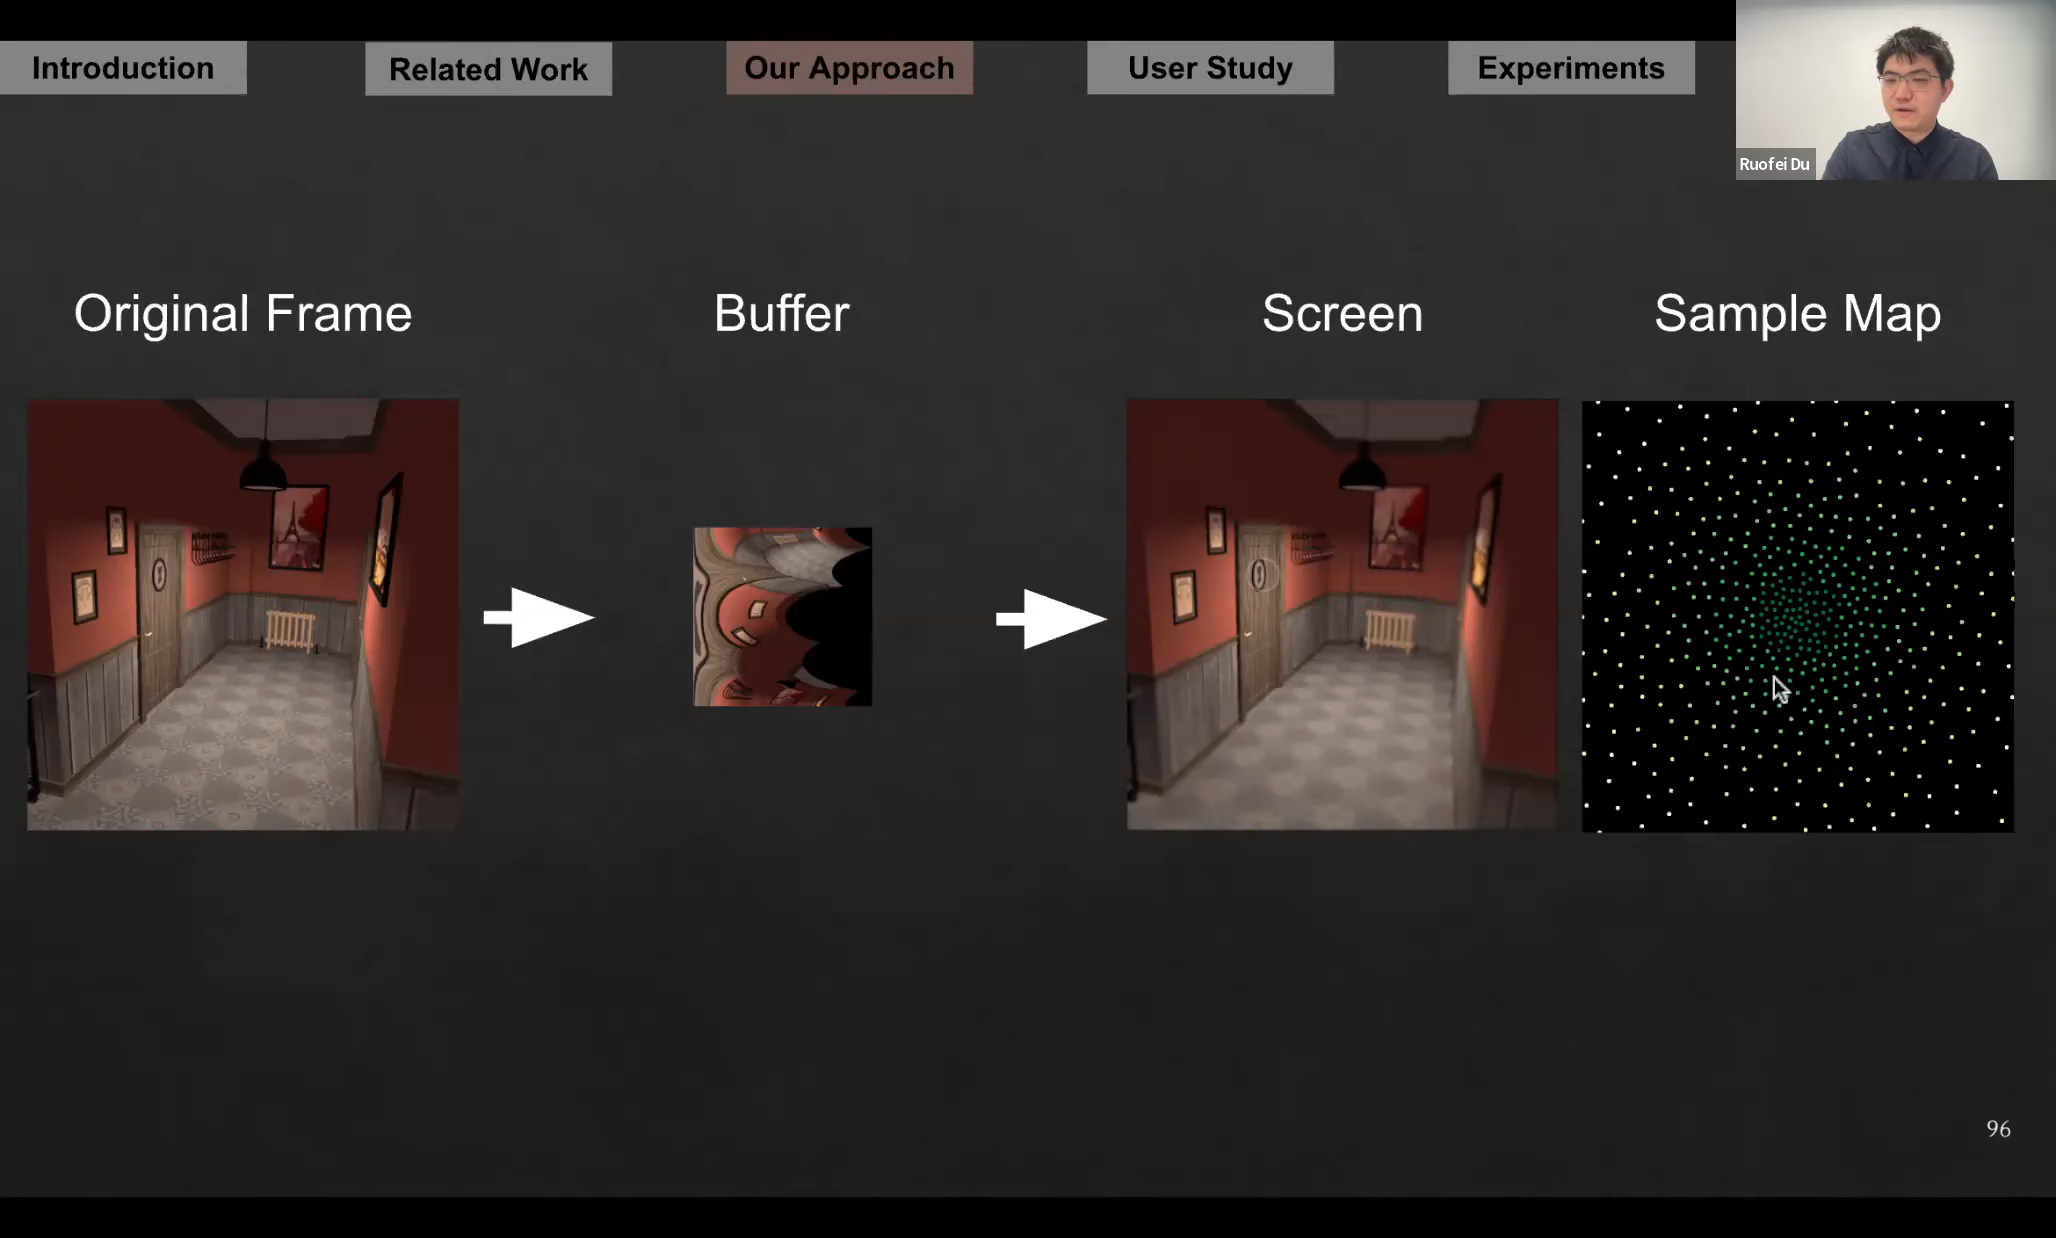 Introduction
Related Work
Our Approach
User Study
Experiments
Ruofei Du
Original Frame
Buffer
Screen
Sample Map
96